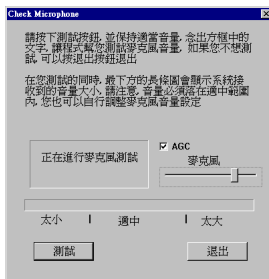 Check Microphone
請按下測試按鈕, 並保持適當音量, 念出方框中的
文字, 讓程式幫您測試麥克風音量, 如果您不想測
試, 可以按退出按鈕退出
在您測試的同時, 最下方的長條圖會顯示系統接
收到的音量大小, 請注意, 音量必須落在適中範圍
內, 您也可以自行調整麥克風音量設定
正在進行麥克風測試
AGC
麥克風
太小
適中
太大
測試
退出